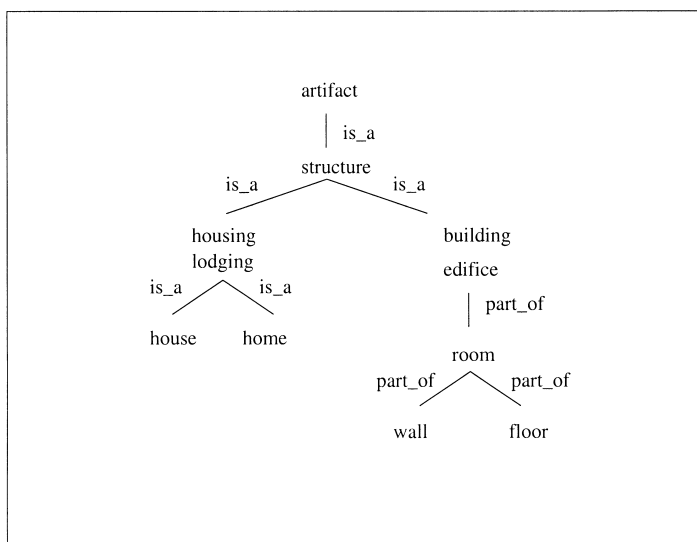 artifact
is_a
structure
is_a is_a
housing building
lodging edifice
is_a is_a part_of
house home room
part_of part_of
wall floor